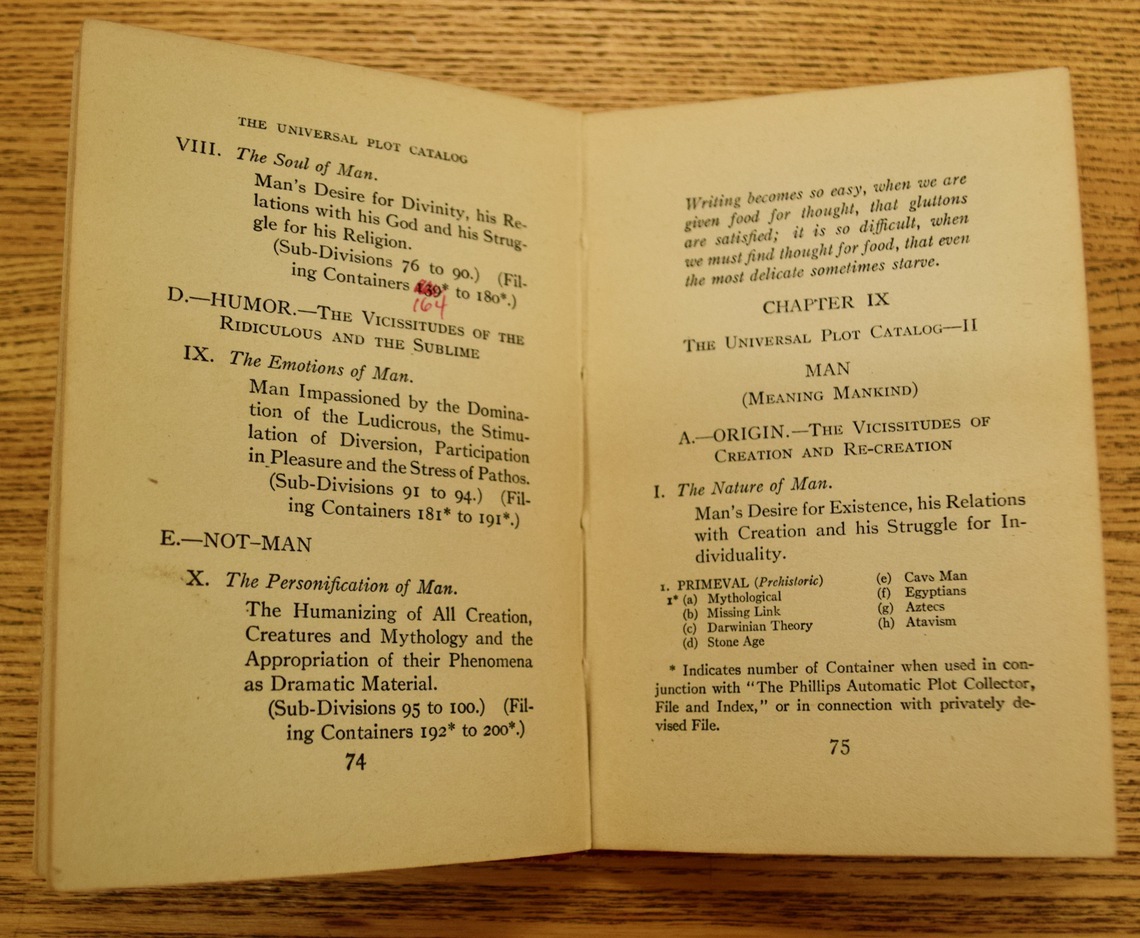 THE UNIVERSAL PLOT CATALOG
VIII. The Soul of Man.
Man's Desire for Divinity, his Re-
lations with his God and his Strug-
gle for his Religion.
(Sub-Divisions 76 to 90.) (Fil-
ing Containers 139* to 180*.)
164
D.—HUMOR.—THE VICISSITUDES OF THE
RIDICULOUS AND THE SUBLIME
IX. The Emotions of Man.
Man Impassioned by the Domina-
tion of the Ludicrous, the Stimu-
lation of Diversion, Participation
in Pleasure and the Stress of Pathos.
(Sub-Divisions 91 to 94.) (Fil-
ing Containers 181* to 191*.)
E.—NOT-MAN
X. The Personification of Man.
The Humanizing of All Creation,
Creatures and Mythology and the
Appropriation of their Phenomena
as Dramatic Material.
(Sub-Divisions 95 to 100.) (Fil-
ing Containers 192* to 200*.)
74
Writing becomes so easy, when we are
given food for thought, that gluttons
are satisfied; it is so difficult, when
we must find thought for food, that even
the most delicate sometimes starve.
CHAPTER IX
THE UNIVERSAL PLOT CATALOG—II
MAN
(MEANING MANKIND)
A.—ORIGIN.—THE VICISSITUDES OF
CREATION AND RE-CREATION
I. The Nature of Man.
Man's Desire for Existence, his Relations
with Creation and his Struggle for In-
dividuality.
1. PRIMEVAL (Prehistoric)
1* (a) Mythological
(b) Missing Link
(c) Darwinian Theory
(d) Stone Age
(e) Cave Man
(f) Egyptians
(g) Aztecs
(h) Atavism
* Indicates number of Container when used in con-
junction with "The Phillips Automatic Plot Collector,
File and Index," or in connection with privately de-
vised File.
75